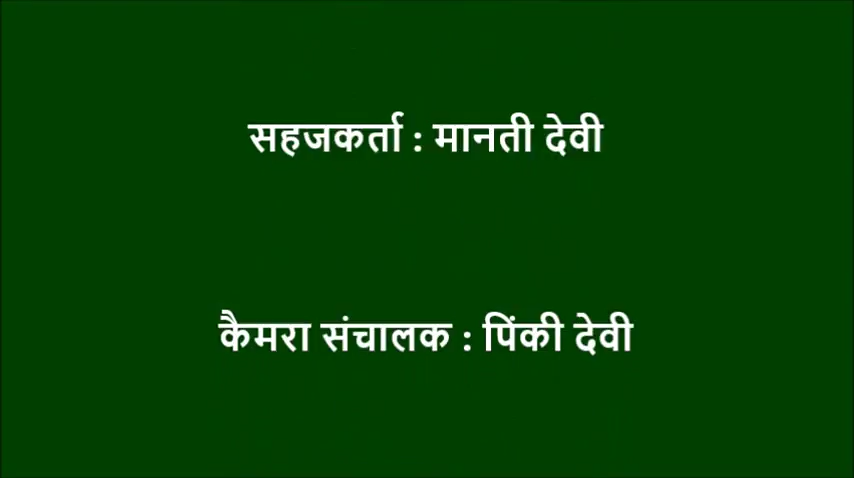 सहजकर्ता : मानती देवी
कैमरा संचालक : पिंकी देवी